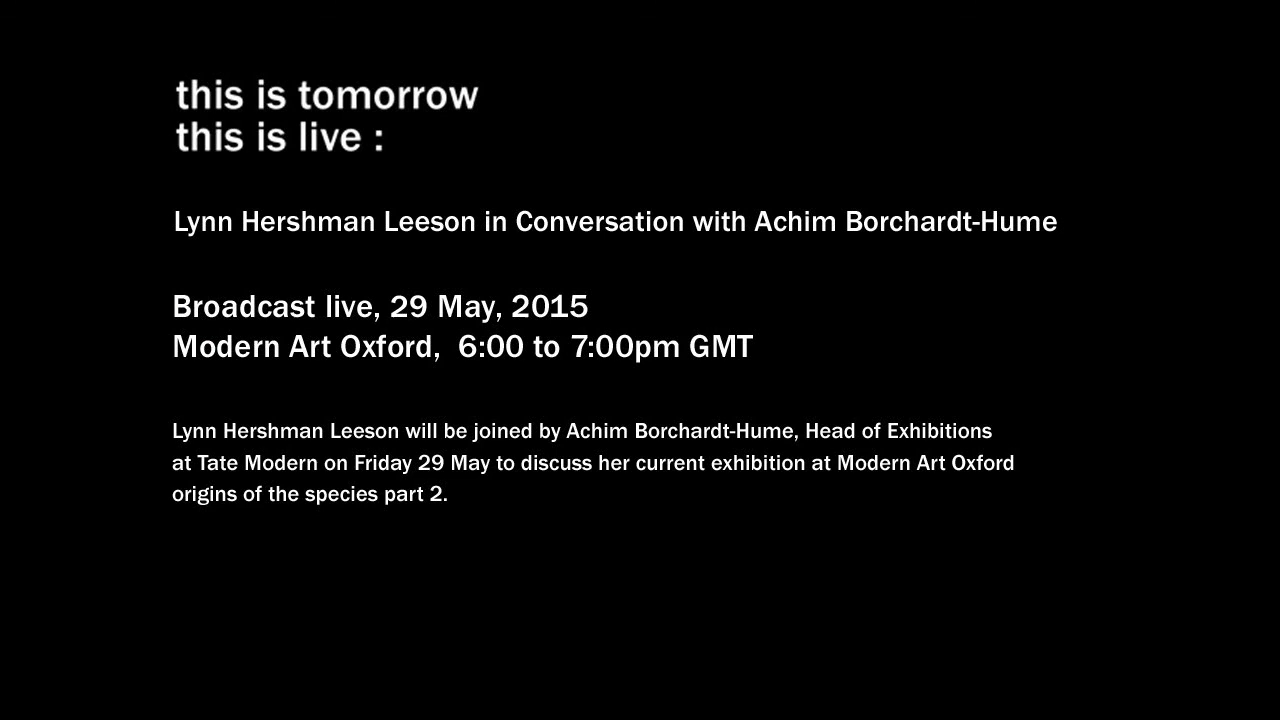 this is tomorrow
this is live :
Lynn Hershman Leeson in Conversation with Achim Borchardt-Hume
Broadcast live, 29 May, 2015
Modern Art Oxford,  6:00 to 7:00pm GMT
Lynn Hershman Leeson will be joined by Achim Borchardt-Hume, Head of Exhibitions
at Tate Modern on Friday 29 May to discuss her current exhibition at Modern Art Oxford
origins of the species part 2.